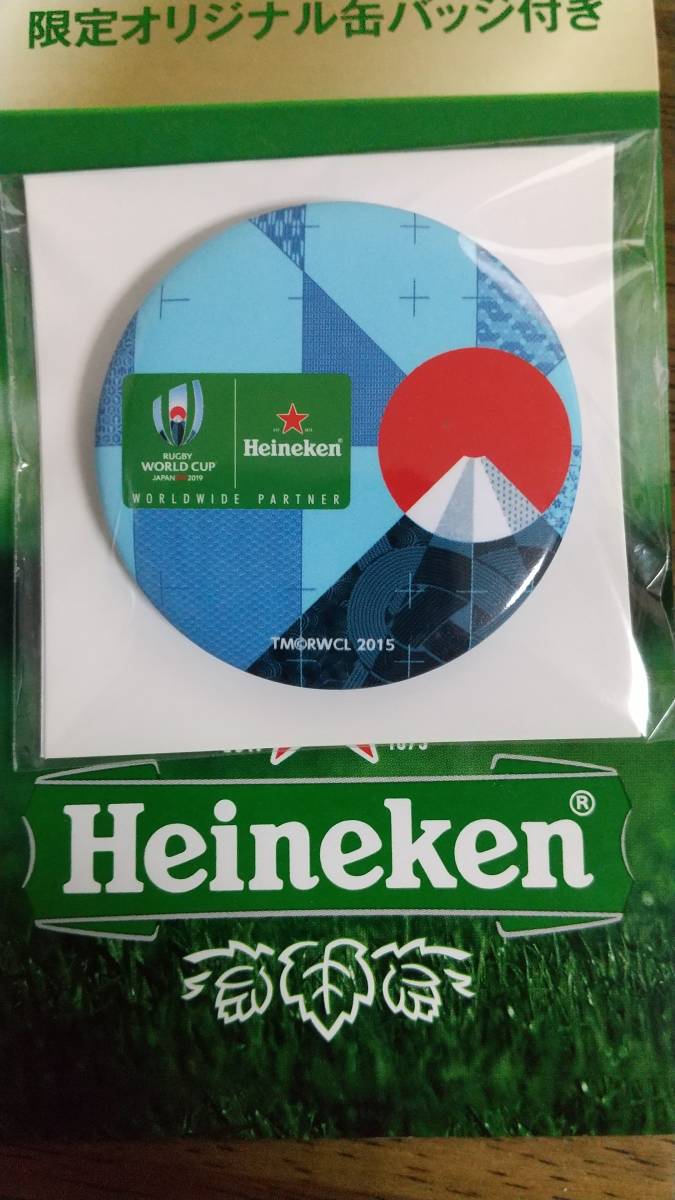 限定オリジナル缶バッジ付き
RUGBY
WORLD CUP
JAPAN 2019
Heineken
WORLDWIDE PARTNER
TM©RWCL 2015
Heineken®